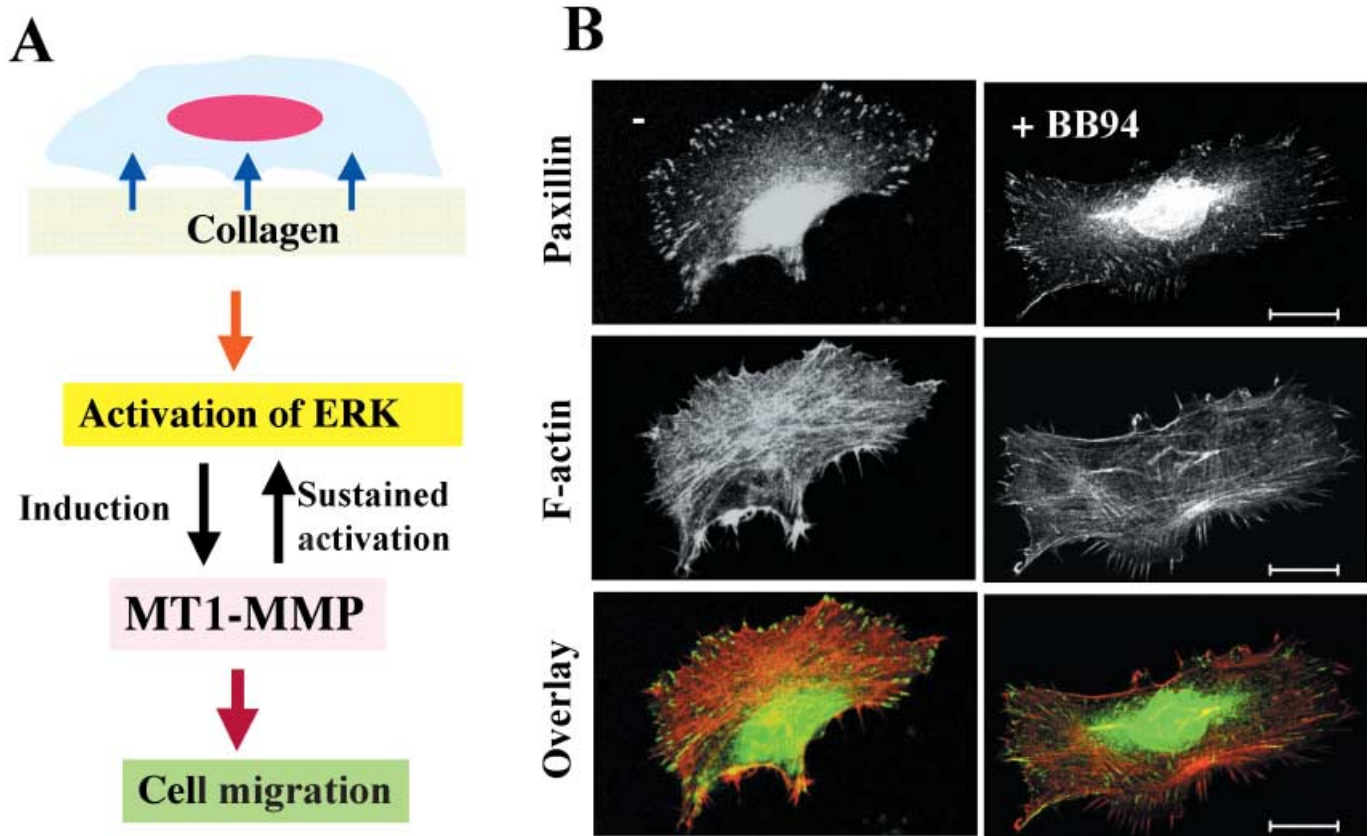 A
Collagen
Activation of ERK
Induction
Sustained
activation
MT1-MMP
Cell migration
B
-
+ BB94
Paxillin
F-actin
Overlay